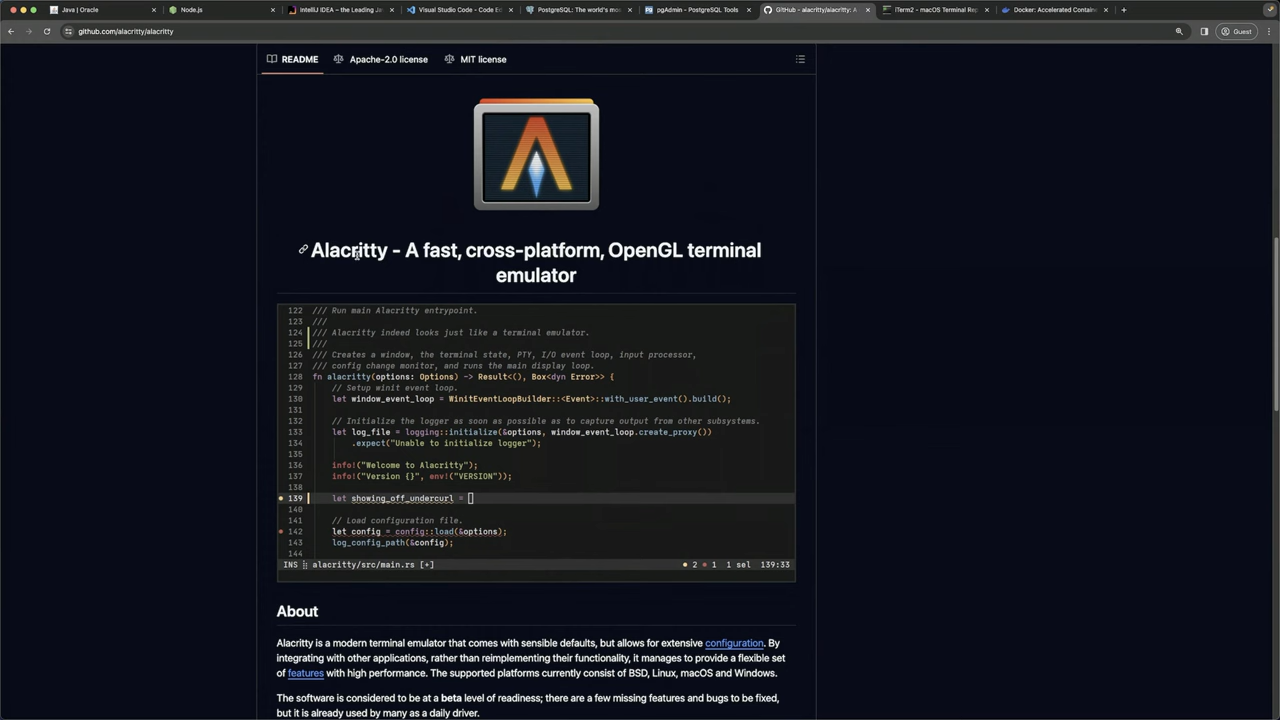 Java | Oracle
Node.js
IntelliJ IDEA – the Leading Ja
Visual Studio Code - Code Ed
PostgreSQL: The world's mo
pgAdmin - PostgreSQL Tools
GitHub - alacritty/alacritty: A
iTerm2 - macOS Terminal Rep
Docker: Accelerated Contain
github.com/alacritty/alacritty
Guest
README
Apache-2.0 license
MIT license
Alacritty - A fast, cross-platform, OpenGL terminal
emulator
122 /// Run main Alacritty entrypoint.
123 ///
124 /// Alacritty indeed looks just like a terminal emulator.
125 ///
126 /// Creates a window, the terminal state, PTY, I/O event loop, input processor,
127 /// config change monitor, and runs the main display loop.
128 fn alacritty(options: Options) -> Result<(), Box<dyn Error>> {
129 // Setup winit event loop.
130 let window_event_loop = WinitEventLoopBuilder::<Event>::with_user_event().build();
131
132 // Initialize the logger as soon as possible as to capture output from other subsystems.
133 let log_file = logging::initialize(&options, window_event_loop.create_proxy())
134 .expect("Unable to initialize logger");
135
136 info!("Welcome to Alacritty");
137 info!("Version {}", env!("VERSION"));
138
139 let showing_off_undercurl =
140
141 // Load configuration file.
142 let config = config::load(&options);
143 log_config_path(&config);
144
INS alacritty/src/main.rs [+] 2 1 1 sel 139:33
About
Alacritty is a modern terminal emulator that comes with sensible defaults, but allows for extensive configuration. By
integrating with other applications, rather than reimplementing their functionality, it manages to provide a flexible set
of features with high performance. The supported platforms currently consist of BSD, Linux, macOS and Windows.
The software is considered to be at a beta level of readiness; there are a few missing features and bugs to be fixed,
but it is already used by many as a daily driver.